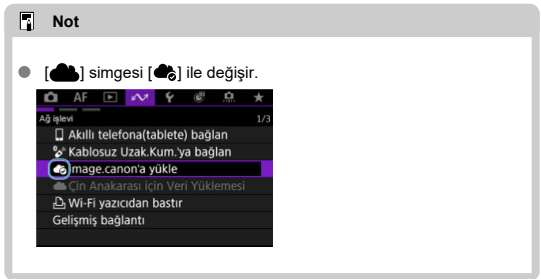 Not
[☁] simgesi [☁] ile değişir.
AF
Ağ işlevi 1/3
Akıllı telefona(tablete) bağlan
Kablosuz Uzak.Kum.'ya bağlan
image.canon'a yükle
Çin Anakarası için Veri Yüklemesi
Wi-Fi yazıcıdan bastır
Gelişmiş bağlantı